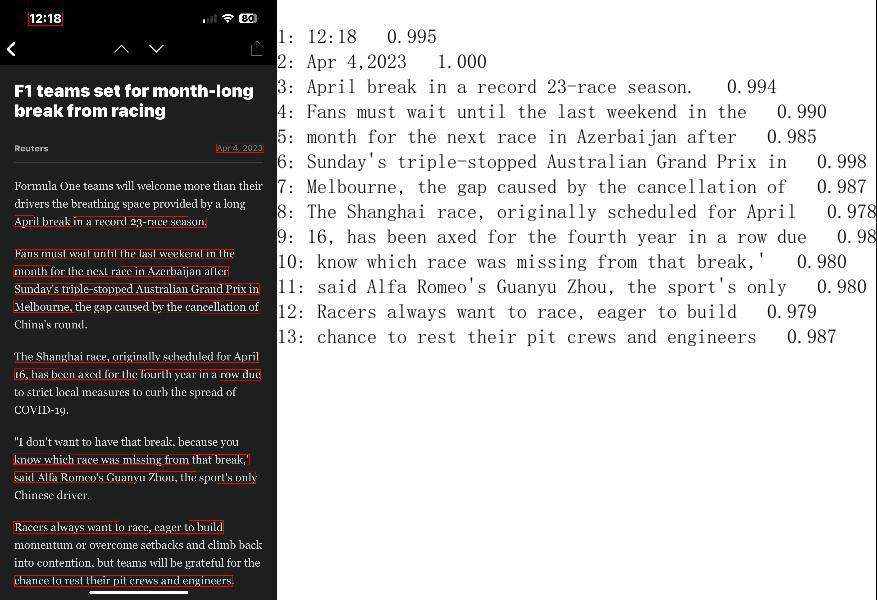 12:18
80
F1 teams set for month-long
break from racing
Reuters
Apr 4, 2023
Formula One teams will welcome more than their
drivers the breathing space provided by a long
April break in a record 23-race season.
Fans must wait until the last weekend in the
month for the next race in Azerbaijan after
Sunday's triple-stopped Australian Grand Prix in
Melbourne, the gap caused by the cancellation of
China's round.
The Shanghai race, originally scheduled for April
16, has been axed for the fourth year in a row due
to strict local measures to curb the spread of
COVID-19.
"I don't want to have that break, because you
know which race was missing from that break,'
said Alfa Romeo's Guanyu Zhou, the sport's only
Chinese driver.
Racers always want to race, eager to build
momentum or overcome setbacks and climb back
into contention, but teams will be grateful for the
chance to rest their pit crews and engineers.
1: 12:18 0.995
2: Apr 4,2023 1.000
3: April break in a record 23-race season. 0.994
4: Fans must wait until the last weekend in the 0.990
5: month for the next race in Azerbaijan after 0.985
6: Sunday's triple-stopped Australian Grand Prix in 0.998
7: Melbourne, the gap caused by the cancellation of 0.987
8: The Shanghai race, originally scheduled for April 0.978
9: 16, has been axed for the fourth year in a row due 0.98
10: know which race was missing from that break,' 0.980
11: said Alfa Romeo's Guanyu Zhou, the sport's only 0.980
12: Racers always want to race, eager to build 0.979
13: chance to rest their pit crews and engineers 0.987